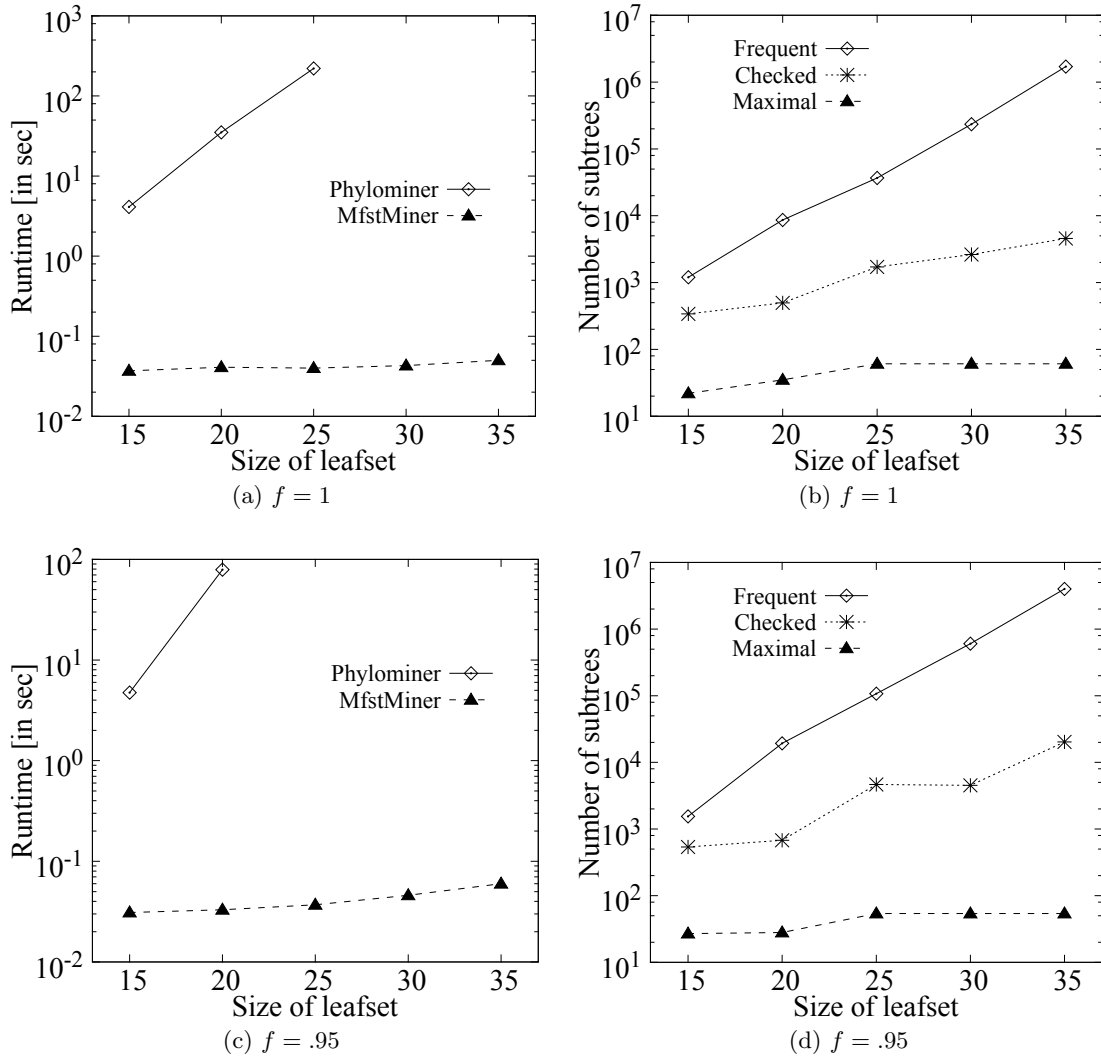 10^3
10^2
10^1
10^0
10^-1
10^-2
Runtime [in sec]
Phylominer
MfstMiner
15 20 25 30 35
Size of leafset
(a) f = 1
10^7
10^6
10^5
10^4
10^3
10^2
10^1
Number of subtrees
Frequent
Checked
Maximal
15 20 25 30 35
Size of leafset
(b) f = 1
10^2
10^1
10^0
10^-1
10^-2
Runtime [in sec]
Phylominer
MfstMiner
15 20 25 30 35
Size of leafset
(c) f = .95
10^7
10^6
10^5
10^4
10^3
10^2
10^1
Number of subtrees
Frequent
Checked
Maximal
15 20 25 30 35
Size of leafset
(d) f = .95